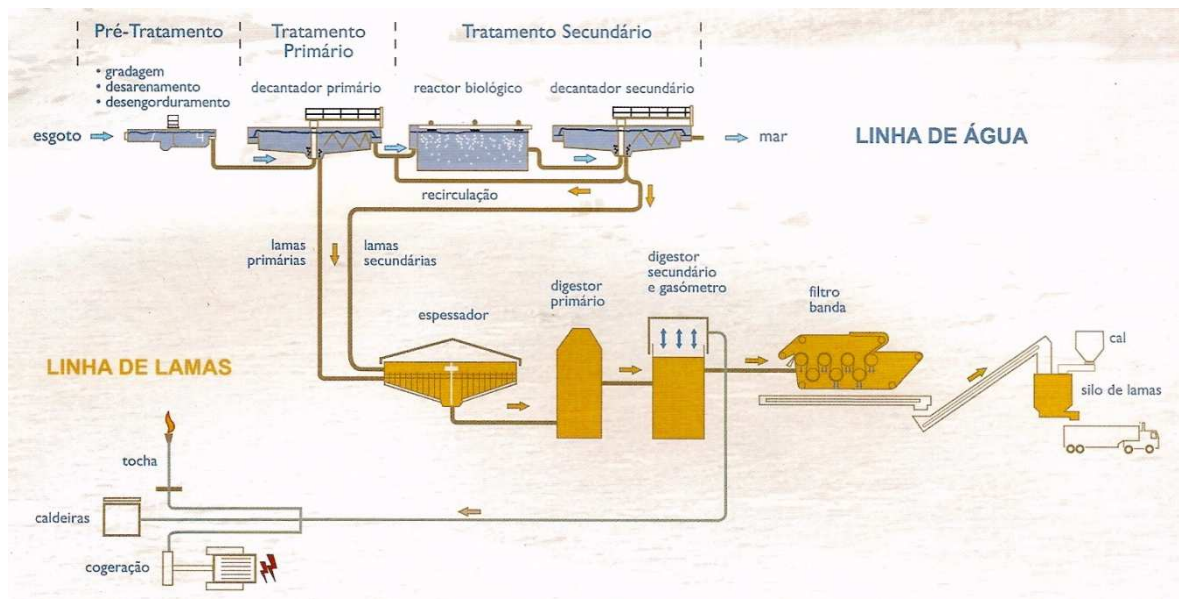 Pré-Tratamento
• gradagem
• desarenamento
• desengorduramento
Tratamento
Primário
Tratamento Secundário
decantador primário
reactor biológico
decantador secundário
esgoto
mar
LINHA DE ÁGUA
recirculação
lamas
primárias
lamas
secundárias
espessador
digestor
primário
digestor
secundário
e gasómetro
filtro
banda
cal
silo de lamas
LINHA DE LAMAS
tocha
caldeiras
cogeração